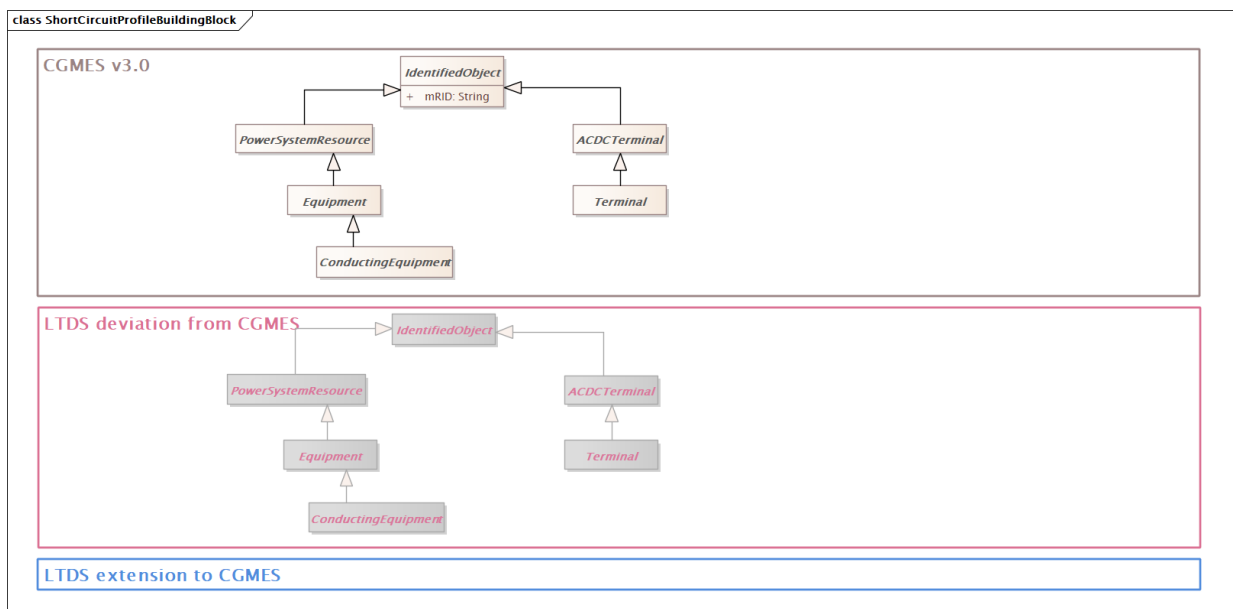 class ShortCircuitProfileBuildingBlock
CGMES v3.0
IdentifiedObject
+ mRID: String
PowerSystemResource
ACDCTerminal
Equipment
Terminal
ConductingEquipment
LTDS deviation from CGMES
IdentifiedObject
PowerSystemResource
ACDCTerminal
Equipment
Terminal
ConductingEquipment
LTDS extension to CGMES